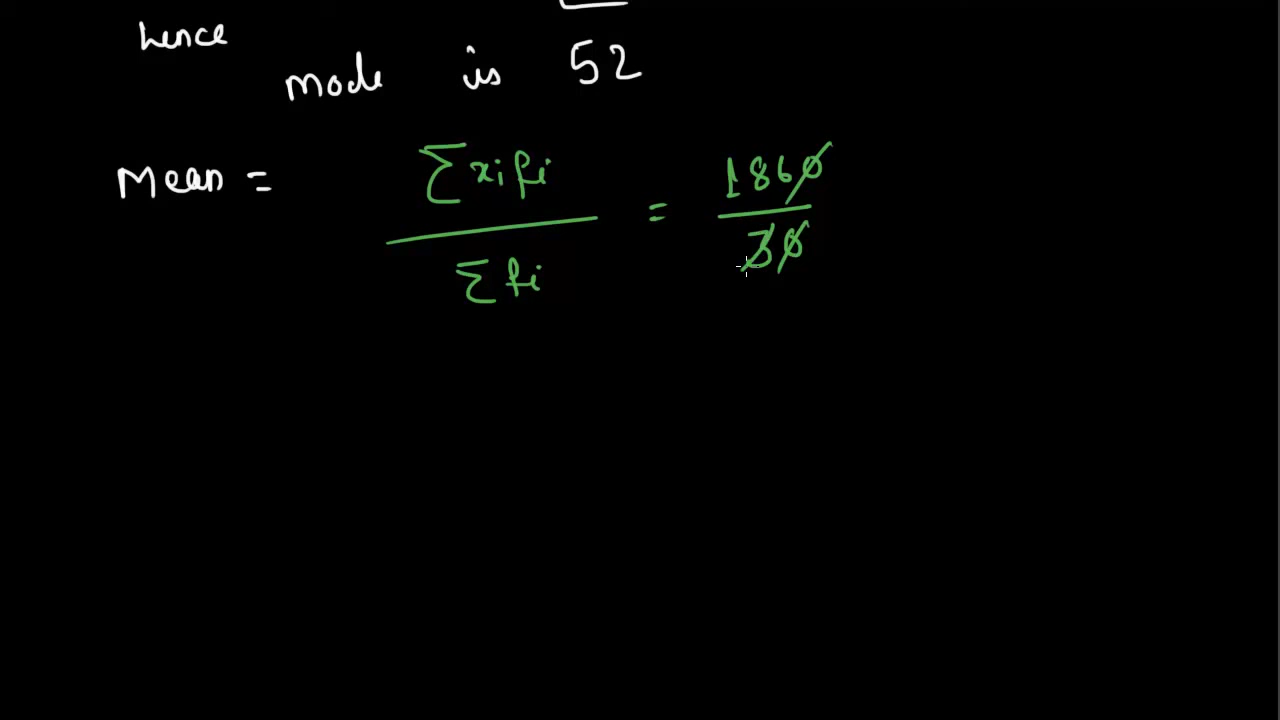 hence
mode is 52
Mean = Σxifi / Σfi = 1860 / 30